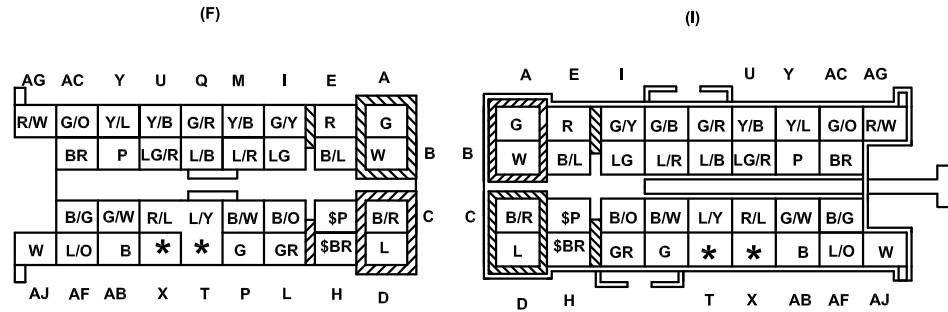 (F) (I)
AG AC Y U Q M I E A
A E I U Y AC AG
R/W G/O Y/L Y/B G/R Y/B G/Y R G
G R G/Y G/B G/R Y/B Y/L G/O R/W
BR P LG/R L/B L/R LG B/L W B
B W B/L LG L/R L/B LG/R P BR
B/G G/W R/L L/Y B/W B/O $P B/R C
C B/R $P B/O B/W L/Y R/L G/W B/G
W L/O B * * G GR $BR L
L $BR GR G * * B L/O W
AJ AF AB X T P L H D
D H T X AB AF AJ